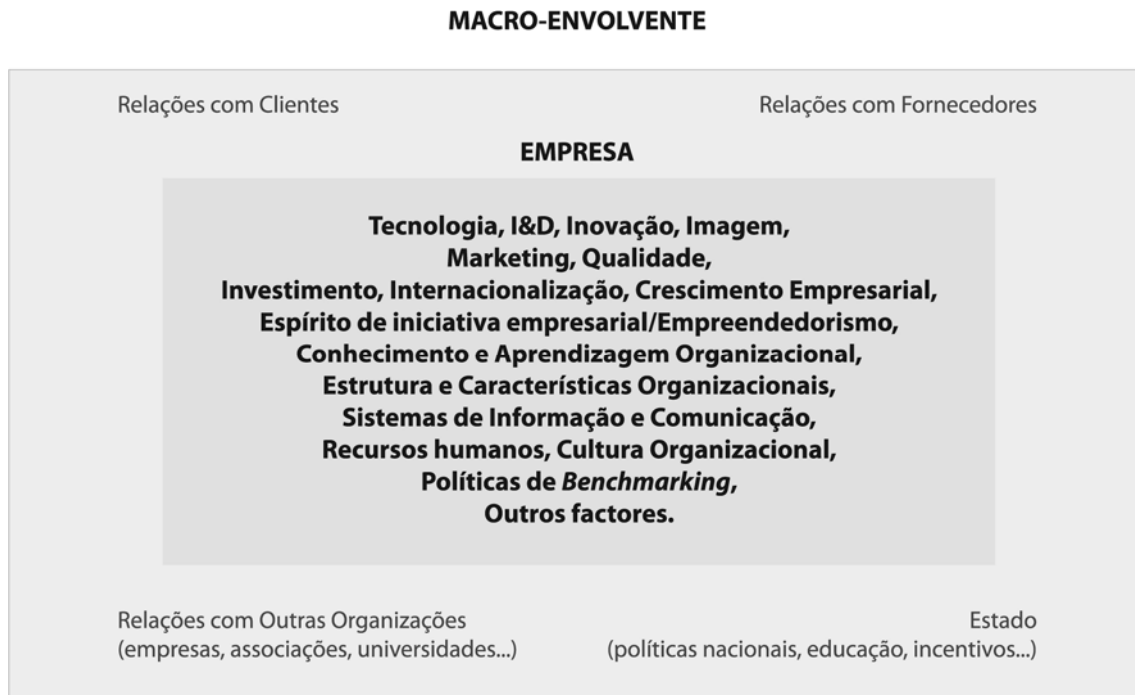 MACRO-ENVOLVENTE
Relações com Clientes
Relações com Fornecedores
EMPRESA
Tecnologia, I&D, Inovação, Imagem,
Marketing, Qualidade,
Investimento, Internacionalização, Crescimento Empresarial,
Espírito de iniciativa empresarial/Empreendedorismo,
Conhecimento e Aprendizagem Organizacional,
Estrutura e Características Organizacionais,
Sistemas de Informação e Comunicação,
Recursos humanos, Cultura Organizacional,
Políticas de Benchmarking,
Outros factores.
Relações com Outras Organizações
(empresas, associações, universidades...)
Estado
(políticas nacionais, educação, incentivos...)